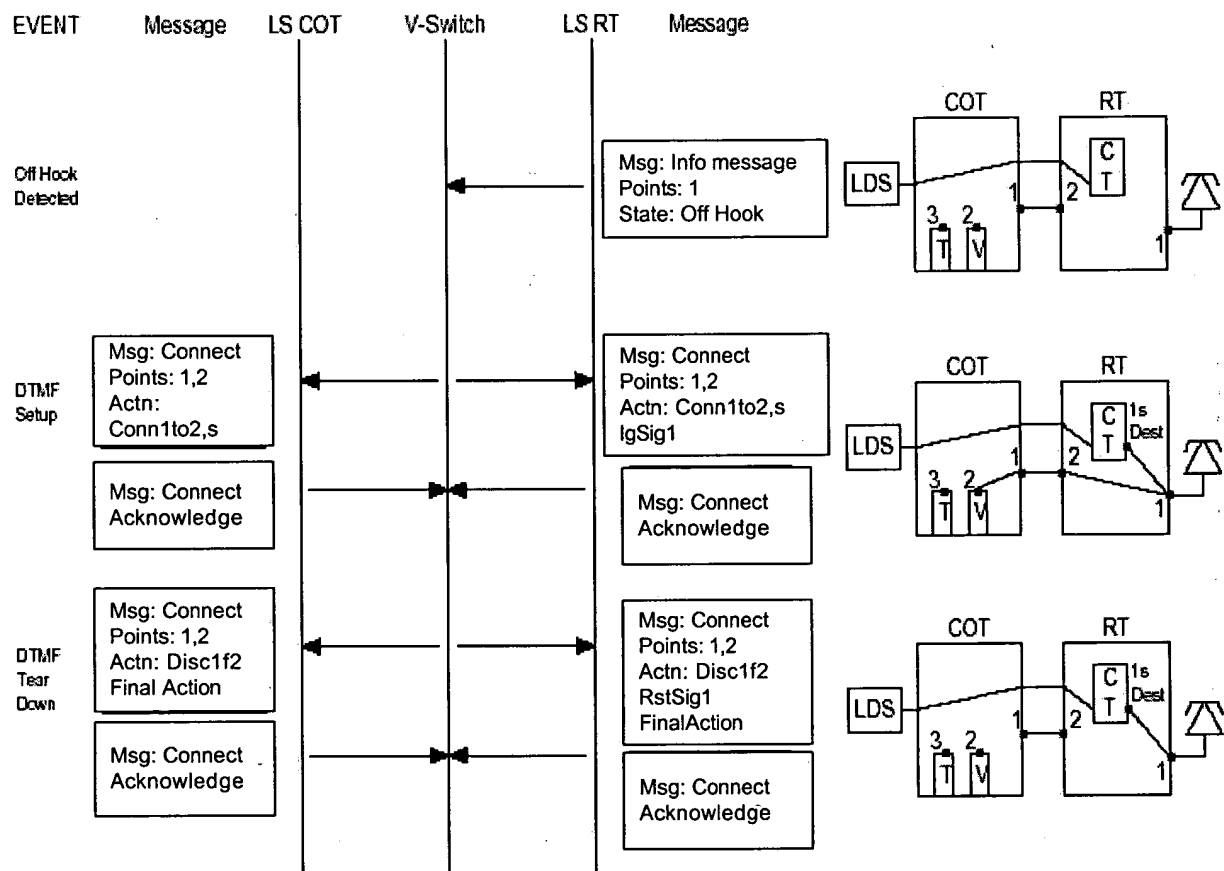 EVENT Message LS COT V-Switch LS RT Message
COT RT
Off Hook
Detected
Msg: Info message
Points: 1
State: Off Hook
LDS
C
T
1
2
3 2
T V
1
DTMF
Setup
Msg: Connect
Points: 1,2
Actn:
Conn1to2,s
Msg: Connect
Points: 1,2
Actn: Conn1to2,s
IgSig1
COT RT
LDS
C
T
1s
Dest
1
2
3 2
T V
1
Msg: Connect
Acknowledge
Msg: Connect
Acknowledge
DTMF
Tear
Down
Msg: Connect
Points: 1,2
Actn: Disc1f2
Final Action
Msg: Connect
Points: 1,2
Actn: Disc1f2
RstSig1
FinalAction
COT RT
LDS
C
T
1s
Dest
1
2
3 2
T V
1
Msg: Connect
Acknowledge
Msg: Connect
Acknowledge